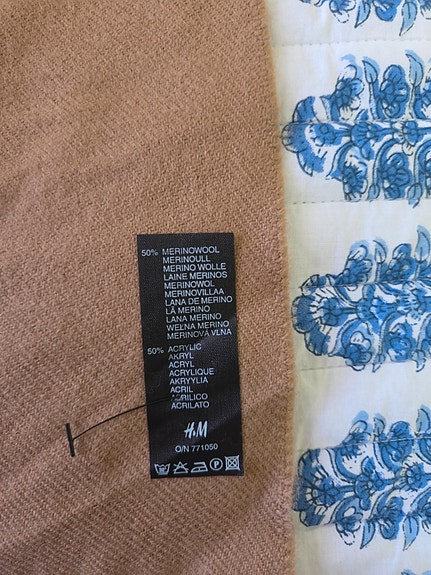 50% MERINOWOOL
MERINOULL
MERINO WOLLE
LAINE MERINOS
MERINOWOL
MERINOVILLAA
LANA DE MERINO
LÃ MERINO
LANA MERINO
WEŁNA MERINO
MERINOVÁ VLNA
50% ACRYLIC
AKRYL
ACRYL
ACRYLIQUE
AKRYYLIA
ACRIL
ACRÍLICO
ACRILATO
H&M
O/N 771050